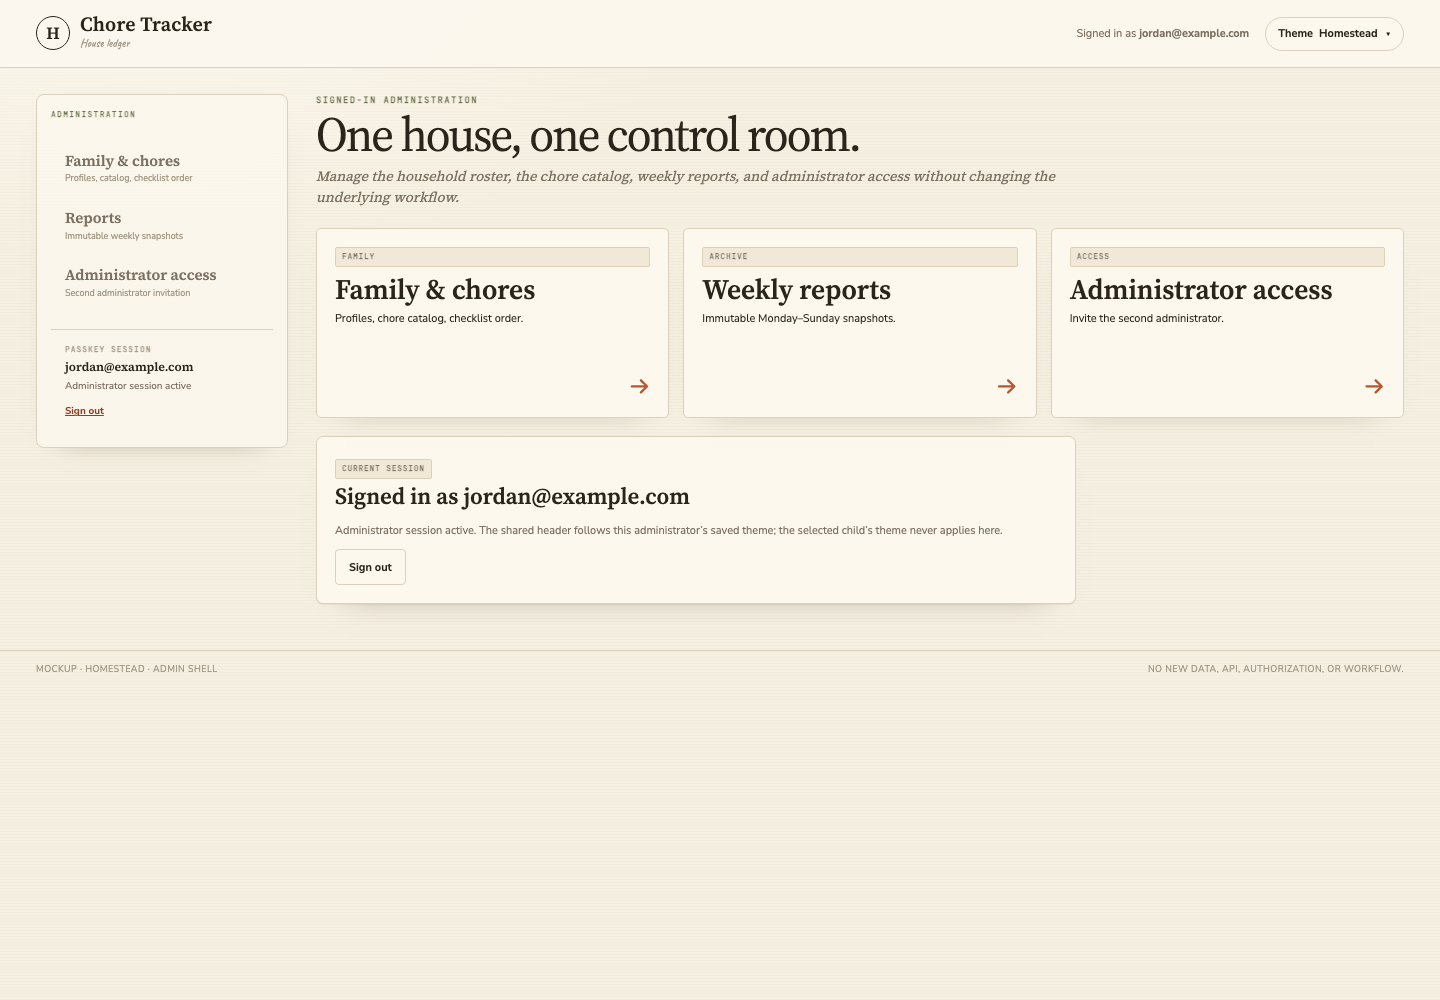 H
Chore Tracker
House ledger
Signed in as jordan@example.com
Theme Homestead ▾
ADMINISTRATION
Family & chores
Profiles, catalog, checklist order
Reports
Immutable weekly snapshots
Administrator access
Second administrator invitation
PASSKEY SESSION
jordan@example.com
Administrator session active
Sign out
SIGNED-IN ADMINISTRATION
One house, one control room.
Manage the household roster, the chore catalog, weekly reports, and administrator access without changing the
underlying workflow.
FAMILY
Family & chores
Profiles, chore catalog, checklist order.
→
ARCHIVE
Weekly reports
Immutable Monday–Sunday snapshots.
→
ACCESS
Administrator access
Invite the second administrator.
→
CURRENT SESSION
Signed in as jordan@example.com
Administrator session active. The shared header follows this administrator’s saved theme; the selected child’s theme never applies here.
Sign out
MOCKUP · HOMESTEAD · ADMIN SHELL
NO NEW DATA, API, AUTHORIZATION, OR WORKFLOW.